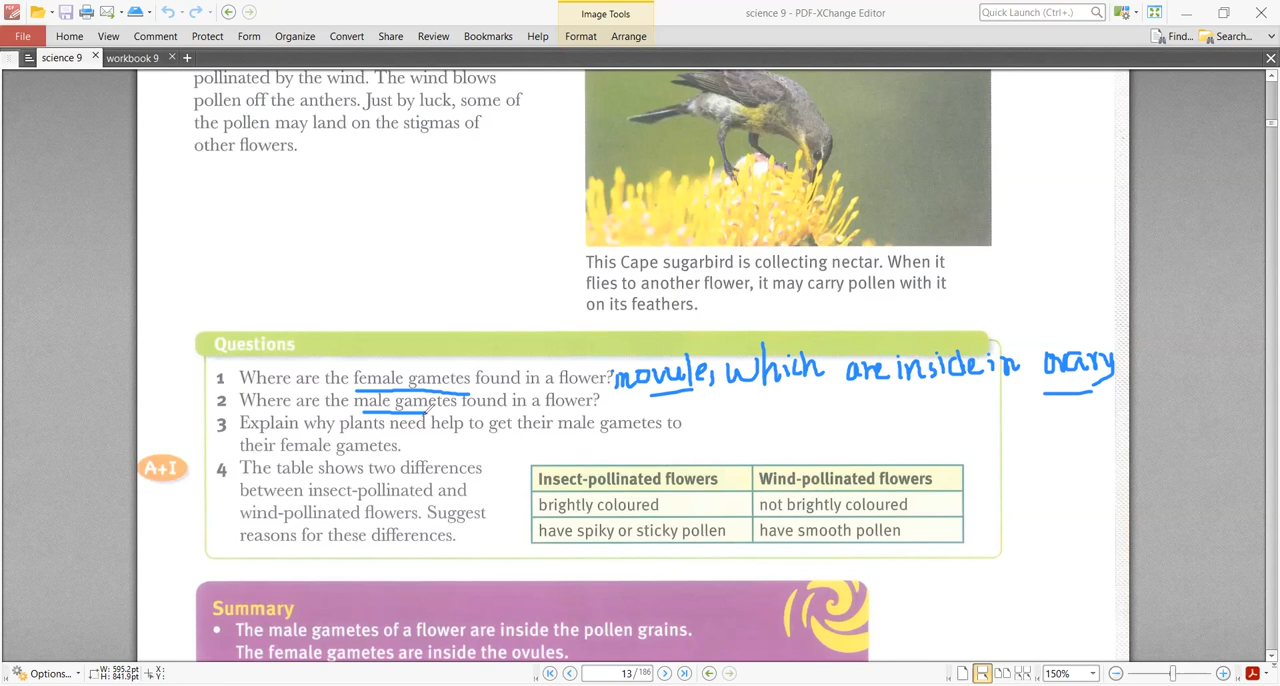 Image Tools
science 9 - PDF-XChange Editor
Quick Launch (Ctrl+.)
File Home View Comment Protect Form Organize Convert Share Review Bookmarks Help Format Arrange
Find... Search...
science 9 workbook 9
pollinated by the wind. The wind blows
pollen off the anthers. Just by luck, some of
the pollen may land on the stigmas of
other flowers.
This Cape sugarbird is collecting nectar. When it
flies to another flower, it may carry pollen with it
on its feathers.
Questions
1 Where are the female gametes found in a flower?
which are inside in ovary
2 Where are the male gametes found in a flower?
3 Explain why plants need help to get their male gametes to
their female gametes.
A+I
4 The table shows two differences
between insect-pollinated and
wind-pollinated flowers. Suggest
reasons for these differences.
Insect-pollinated flowers Wind-pollinated flowers
brightly coloured not brightly coloured
have spiky or sticky pollen have smooth pollen
Summary
• The male gametes of a flower are inside the pollen grains.
The female gametes are inside the ovules.
Options...
W: 595.2pt
H: 841.9pt
X:
Y:
13 / 186
150%